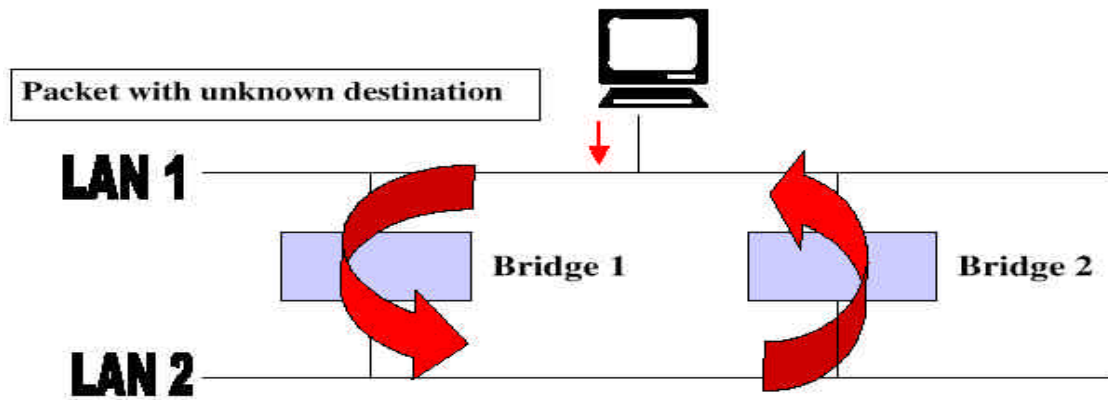 Packet with unknown destination
LAN 1
Bridge 1
Bridge 2
LAN 2